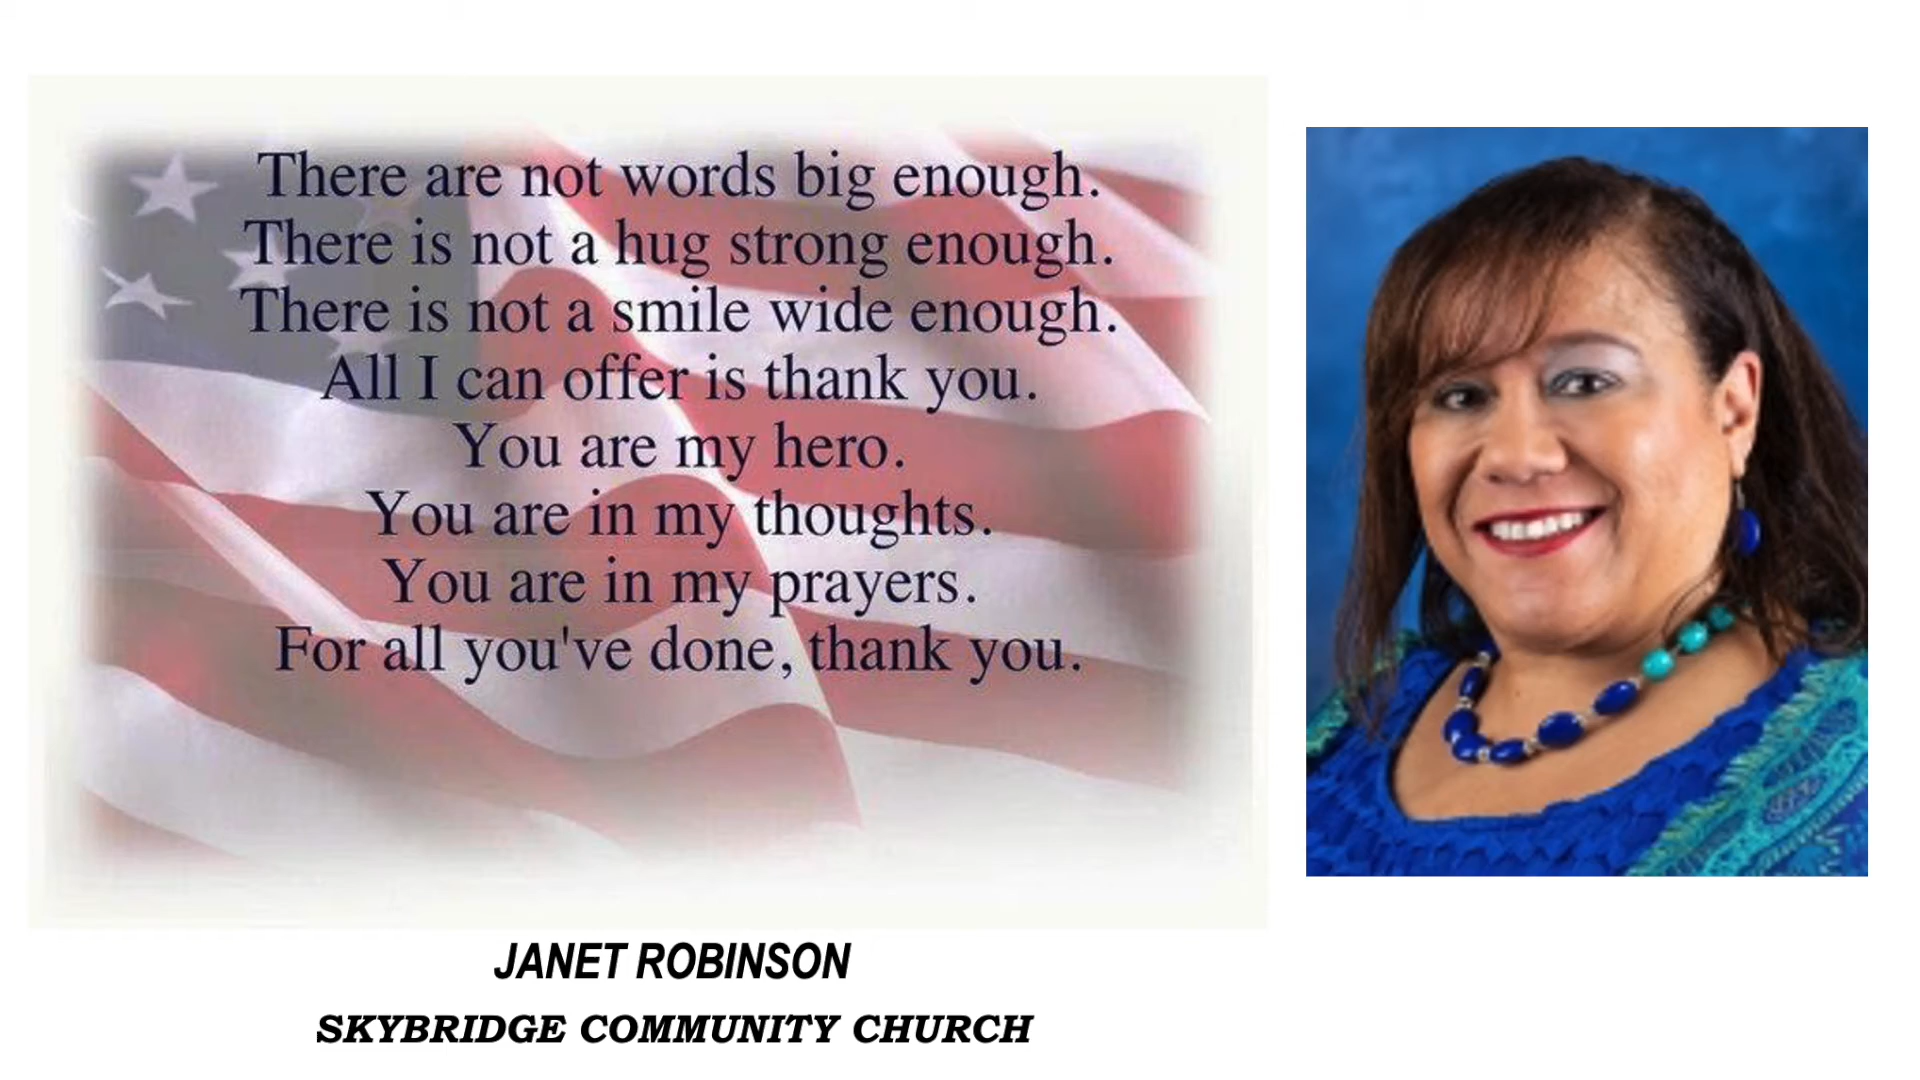 There are not words big enough.
There is not a hug strong enough.
There is not a smile wide enough.
All I can offer is thank you.
You are my hero.
You are in my thoughts.
You are in my prayers.
For all you've done, thank you.
JANET ROBINSON
SKYBRIDGE COMMUNITY CHURCH